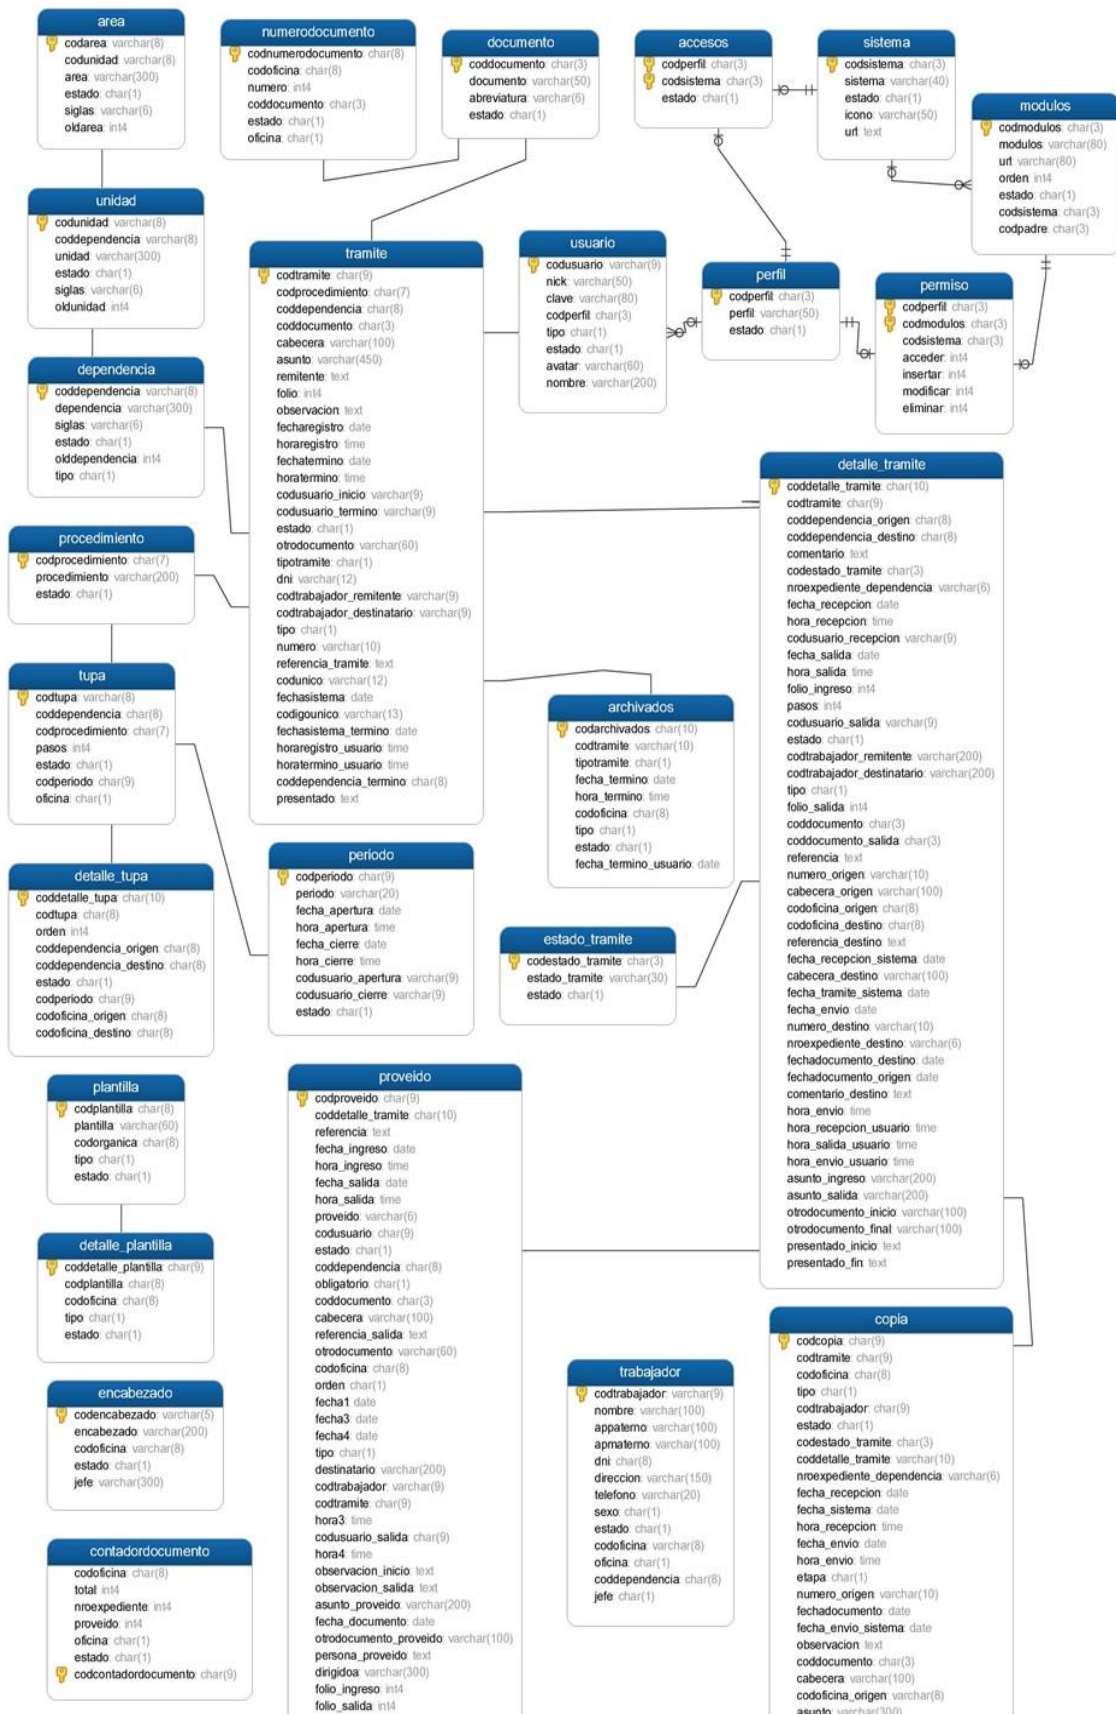 area
codarea: varchar(8)
codunidad: varchar(8)
area: varchar(300)
estado: char(1)
siglas: varchar(6)
oldarea: int4
numerodocumento
codnumerodocumento: char(8)
codoficina: char(8)
numero: int4
coddocumento: char(3)
estado: char(1)
oficina: char(1)
documento
coddocumento: char(3)
documento: varchar(50)
abreviatura: varchar(6)
estado: char(1)
accesos
codperfil: char(3)
codsistema: char(3)
estado: char(1)
sistema
codsistema: char(3)
sistema: varchar(40)
estado: char(1)
icono: varchar(50)
url: text
modulos
codmodulos: char(3)
modulos: varchar(80)
url: varchar(80)
orden: int4
estado: char(1)
codsistema: char(3)
codpadre: char(3)
unidad
codunidad: varchar(8)
coddependencia: varchar(8)
unidad: varchar(300)
estado: char(1)
siglas: varchar(6)
oldunidad: int4
tramite
codtramite: char(9)
codprocedimiento: char(7)
coddependencia: char(8)
coddocumento: char(3)
cabecera: varchar(100)
asunto: varchar(450)
remitente: text
folio: int4
observacion: text
fecharegistro: date
horaregistro: time
fechatermino: date
horatermino: time
codusuario_inicio: varchar(9)
codusuario_termino: varchar(9)
estado: char(1)
otrodocumento: varchar(60)
tipotramite: char(1)
dni: varchar(12)
codtrabajador_remitente: varchar(9)
codtrabajador_destinatario: varchar(9)
tipo: char(1)
numero: varchar(10)
referencia_tramite: text
codunico: varchar(12)
fechasistema: date
codigounico: varchar(13)
fechasistema_termino: date
horaregistro_usuario: time
horatermino_usuario: time
coddependencia_termino: char(8)
presentado: text
usuario
codusuario: varchar(9)
nick: varchar(50)
clave: varchar(80)
codperfil: char(3)
tipo: char(1)
estado: char(1)
avatar: varchar(60)
nombre: varchar(200)
perfil
codperfil: char(3)
perfil: varchar(50)
estado: char(1)
permiso
codperfil: char(3)
codmodulos: char(3)
codsistema: char(3)
acceder: int4
insertar: int4
modificar: int4
eliminar: int4
dependencia
coddependencia: varchar(8)
dependencia: varchar(300)
siglas: varchar(6)
estado: char(1)
olddependencia: int4
tipo: char(1)
procedimiento
codprocedimiento: char(7)
procedimiento: varchar(200)
estado: char(1)
tupa
codtupa: varchar(8)
coddependencia: char(8)
codprocedimiento: char(7)
pasos: int4
estado: char(1)
codperiodo: char(9)
oficina: char(1)
detalle_tupa
coddetalle_tupa: char(10)
codtupa: char(8)
orden: int4
coddependencia_origen: char(8)
coddependencia_destino: char(8)
estado: char(1)
codperiodo: char(9)
codoficina_origen: char(8)
codoficina_destino: char(8)
periodo
codperiodo: char(9)
periodo: varchar(20)
fecha_apertura: date
hora_apertura: time
fecha_cierre: date
hora_cierre: time
codusuario_apertura: varchar(9)
codusuario_cierre: varchar(9)
estado: char(1)
archivados
codarchivados: char(10)
codtramite: varchar(10)
tipotramite: char(1)
fecha_termino: date
hora_termino: time
codoficina: char(8)
tipo: char(1)
estado: char(1)
fecha_termino_usuario: date
estado_tramite
codestado_tramite: char(3)
estado_tramite: varchar(30)
estado: char(1)
detalle_tramite
coddetalle_tramite: char(10)
codtramite: char(9)
coddependencia_origen: char(8)
coddependencia_destino: char(8)
comentario: text
codestado_tramite: char(3)
nroexpediente_dependencia: varchar(6)
fecha_recepcion: date
hora_recepcion: time
codusuario_recepcion: varchar(9)
fecha_salida: date
hora_salida: time
folio_ingreso: int4
pasos: int4
codusuario_salida: varchar(9)
estado: char(1)
codtrabajador_remitente: varchar(200)
codtrabajador_destinatario: varchar(200)
tipo: char(1)
folio_salida: int4
coddocumento: char(3)
coddocumento_salida: char(3)
referencia: text
numero_origen: varchar(10)
cabecera_origen: varchar(100)
codoficina_origen: char(8)
codoficina_destino: char(8)
referencia_destino: text
fecha_recepcion_sistema: date
cabecera_destino: varchar(100)
fecha_tramite_sistema: date
fecha_envio: date
numero_destino: varchar(10)
nroexpediente_destino: varchar(6)
fechadocumento_destino: date
fechadocumento_origen: date
comentario_destino: text
hora_envio: time
hora_recepcion_usuario: time
hora_salida_usuario: time
hora_envio_usuario: time
asunto_ingreso: varchar(200)
asunto_salida: varchar(200)
otrodocumento_inicio: varchar(100)
otrodocumento_final: varchar(100)
presentado_inicio: text
presentado_fin: text
plantilla
codplantilla: char(8)
plantilla: varchar(60)
codorganica: char(8)
tipo: char(1)
estado: char(1)
detalle_plantilla
coddetalle_plantilla: char(9)
codplantilla: char(8)
codoficina: char(8)
tipo: char(1)
estado: char(1)
encabezado
codencabezado: varchar(5)
encabezado: varchar(200)
codoficina: varchar(8)
estado: char(1)
jefe: varchar(300)
contadordocumento
codoficina: char(8)
total: int4
nroexpediente: int4
proveido: int4
oficina: char(1)
estado: char(1)
codcontadordocumento: char(9)
proveido
codproveido: char(9)
coddetalle_tramite: char(10)
referencia: text
fecha_ingreso: date
hora_ingreso: time
fecha_salida: date
hora_salida: time
proveido: varchar(6)
codusuario: char(9)
estado: char(1)
coddependencia: char(8)
obligatorio: char(1)
coddocumento: char(3)
cabecera: varchar(100)
referencia_salida: text
otrodocumento: varchar(60)
codoficina: char(8)
orden: char(1)
fecha1: date
fecha3: date
fecha4: date
tipo: char(1)
destinatario: varchar(200)
codtrabajador: varchar(9)
codtramite: char(9)
hora3: time
codusuario_salida: char(9)
hora4: time
observacion_inicio: text
observacion_salida: text
asunto_proveido: varchar(200)
fecha_documento: date
otrodocumento_proveido: varchar(100)
persona_proveido: text
dirigidoa: varchar(300)
folio_ingreso: int4
folio_salida: int4
trabajador
codtrabajador: varchar(9)
nombre: varchar(100)
appaterno: varchar(100)
apmaterno: varchar(100)
dni: char(8)
direccion: varchar(150)
telefono: varchar(20)
sexo: char(1)
estado: char(1)
codoficina: varchar(8)
oficina: char(1)
coddependencia: char(8)
jefe: char(1)
copia
codcopia: char(9)
codtramite: char(9)
codoficina: char(8)
tipo: char(1)
codtrabajador: char(9)
estado: char(1)
codestado_tramite: char(3)
coddetalle_tramite: varchar(10)
nroexpediente_dependencia: varchar(6)
fecha_recepcion: date
fecha_sistema: date
hora_recepcion: time
fecha_envio: date
hora_envio: time
etapa: char(1)
numero_origen: varchar(10)
fechadocumento: date
fecha_envio_sistema: date
observacion: text
coddocumento: char(3)
cabecera: varchar(100)
codoficina_origen: varchar(8)
asunto: varchar(300)